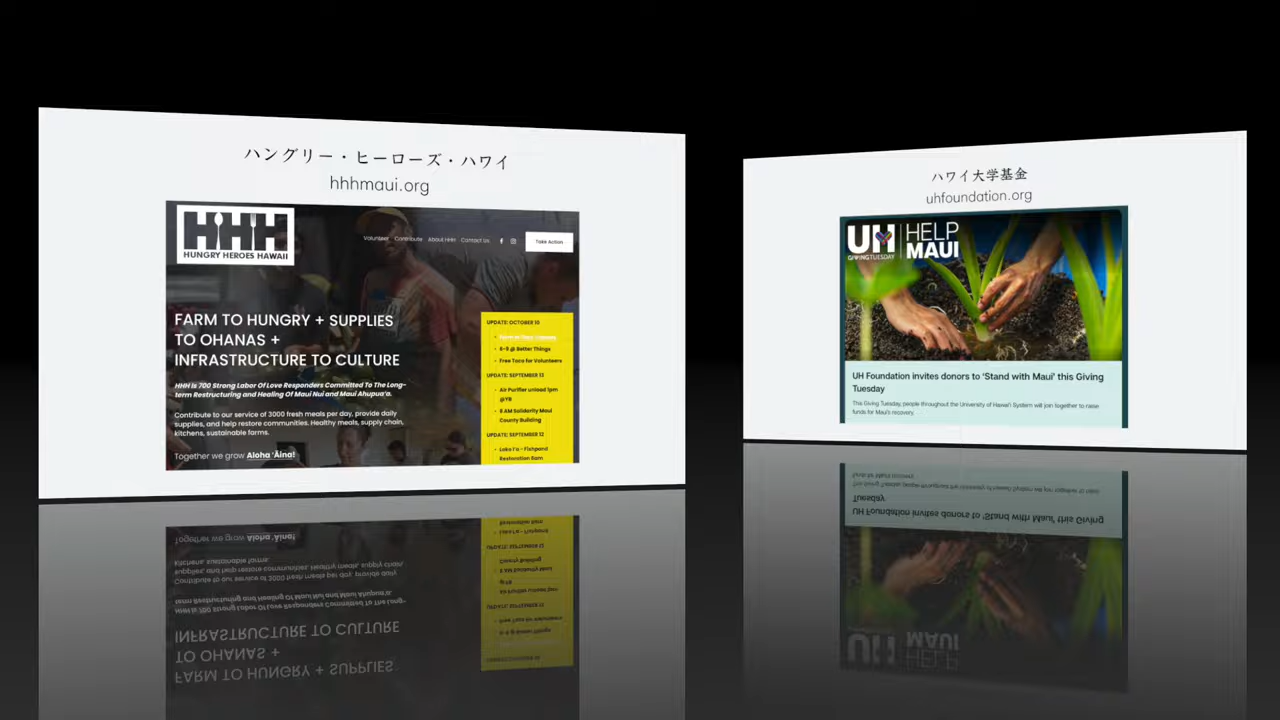 ハングリー・ヒーローズ・ハワイ
hhhmaui.org
HHH
HUNGRY HEROES HAWAII
Volunteer Contribute About HHH Contact Us
Take Action
FARM TO HUNGRY + SUPPLIES
TO OHANAS +
INFRASTRUCTURE TO CULTURE
HHH is 700 Strong Labor Of Love Responders Committed To The Long-
term Restructuring and Healing Of Maui Nui and Maui Ahupua'a.
Contribute to our service of 3000 fresh meals per day, provide daily
supplies, and help restore communities. Healthy meals, supply chain,
kitchens, sustainable farms.
Together we grow Aloha 'Āina!
UPDATE: OCTOBER 10
6-9 @ Better Things
Free Taco for Volunteers
UPDATE: SEPTEMBER 13
Air Purifier unload 1pm
@YB
8 AM Solidarity Maui
County Building
UPDATE: SEPTEMBER 12
Loko I'a - Fishpond
Restoration 8am
ハワイ大学基金
uhfoundation.org
UH HELP
MAUI
GIVINGTUESDAY
UH Foundation invites donors to 'Stand with Maui' this Giving
Tuesday
This Giving Tuesday, people throughout the University of Hawai'i System will join together to raise
funds for Maui's recovery.